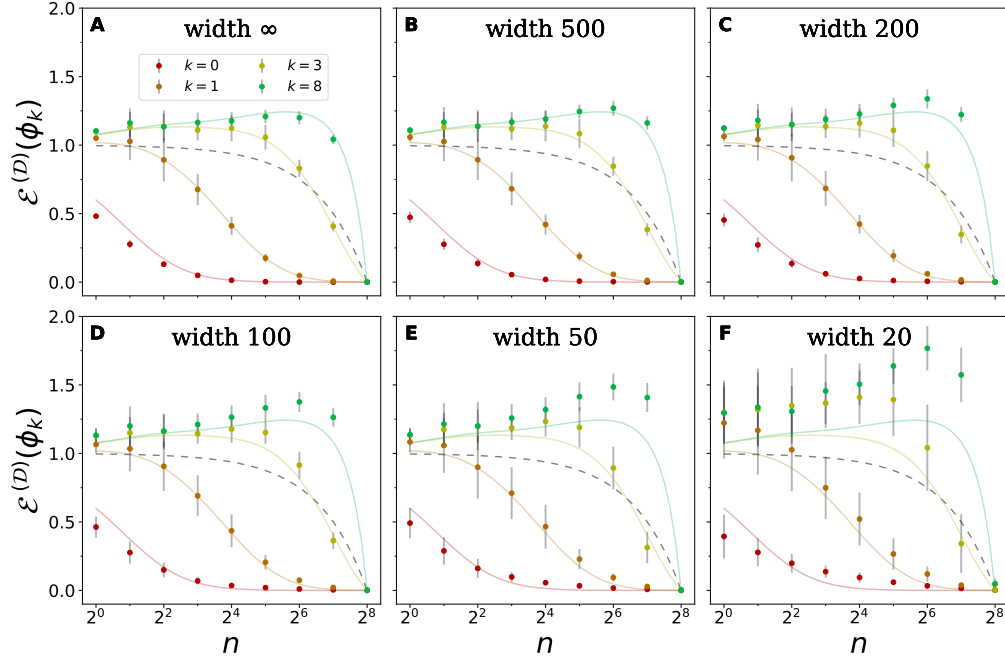 A
width ∞
B
width 500
C
width 200
k = 0
k = 3
k = 1
k = 8
2.0
1.5
1.0
0.5
0.0
ℰ^(𝒟)(ϕ_k)
D
width 100
E
width 50
F
width 20
2.0
1.5
1.0
0.5
0.0
ℰ^(𝒟)(ϕ_k)
2^0 2^2 2^4 2^6 2^8
2^0 2^2 2^4 2^6 2^8
2^0 2^2 2^4 2^6 2^8
n
n
n